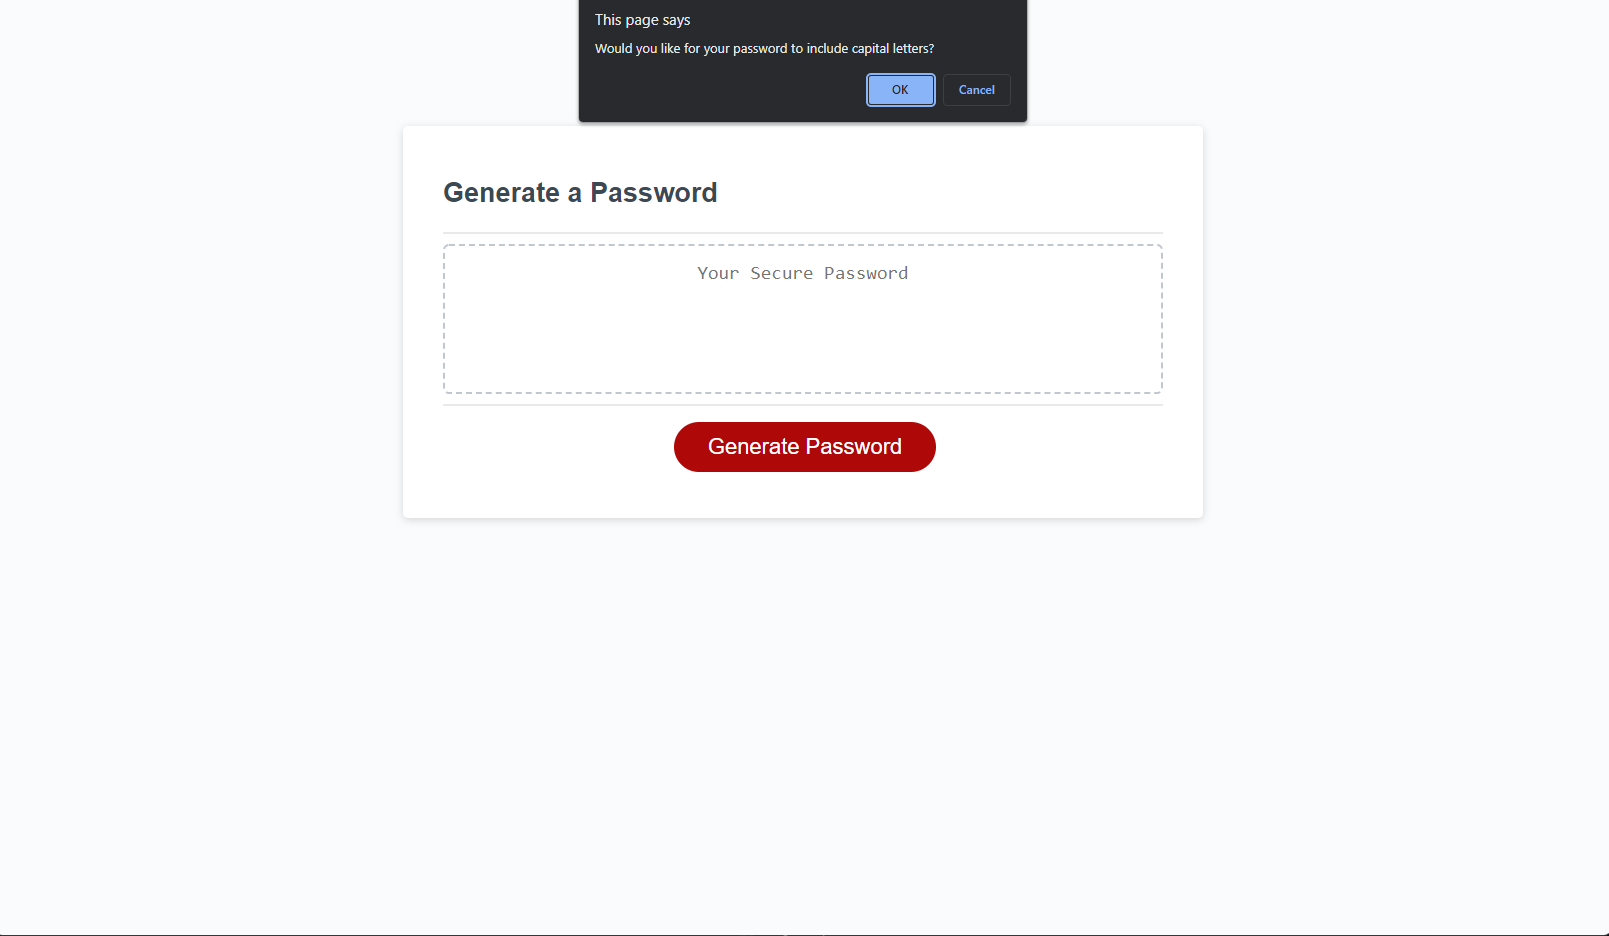 This page says
Would you like for your password to include capital letters?
OK
Cancel
Generate a Password
Your Secure Password
Generate Password